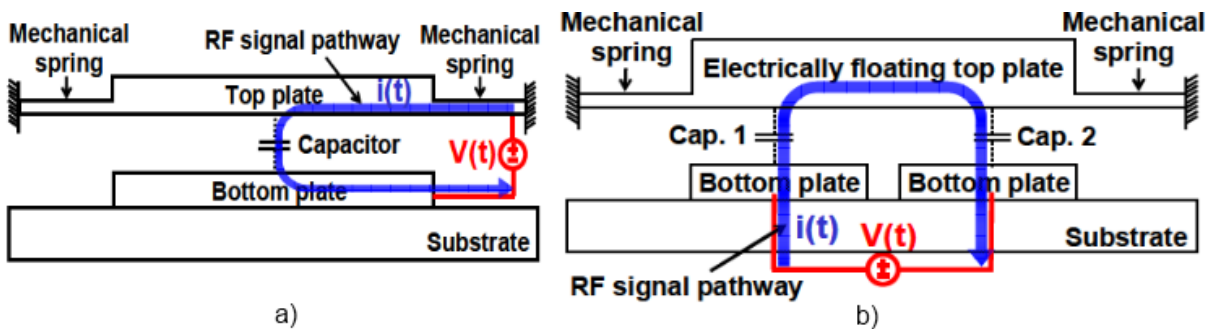 Mechanical spring
RF signal pathway
Mechanical spring
Top plate
i(t)
Capacitor
V(t)
Bottom plate
Substrate
a)
Mechanical spring
Mechanical spring
Electrically floating top plate
Cap. 1
Cap. 2
Bottom plate
Bottom plate
i(t)
V(t)
Substrate
RF signal pathway
b)